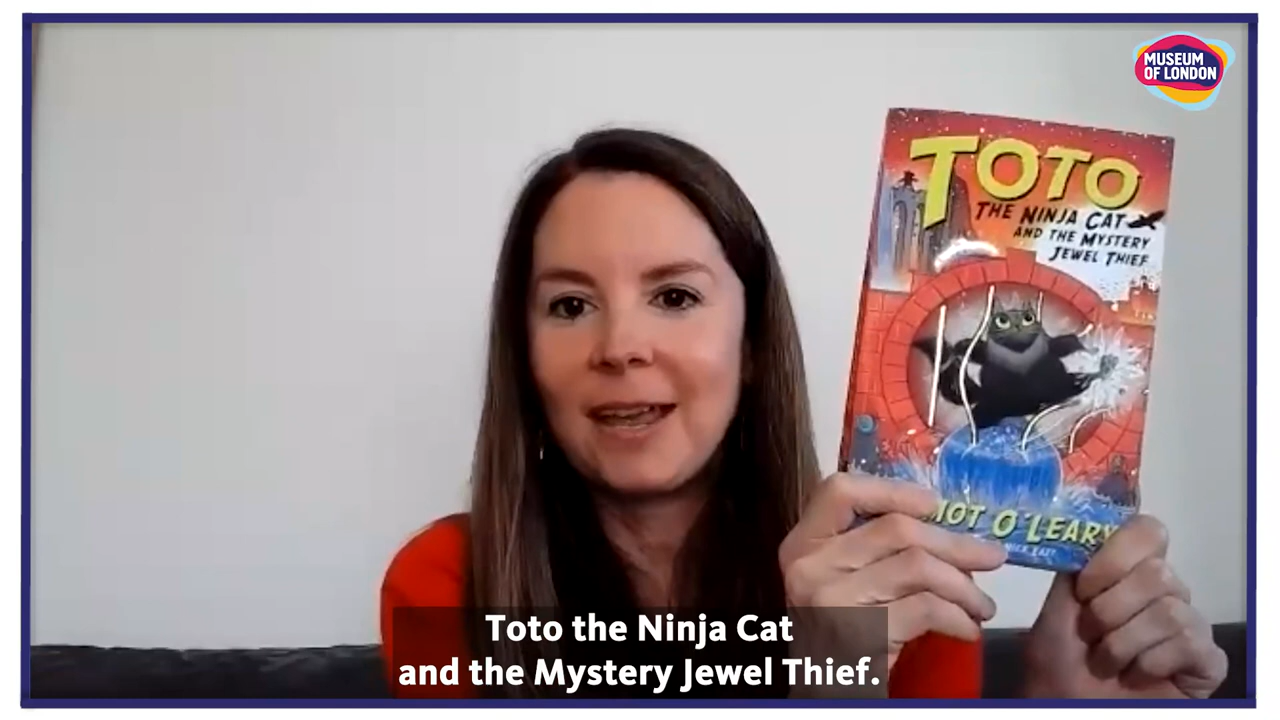 MUSEUM
OF LONDON
TOTO
THE NINJA CAT
AND THE MYSTERY
JEWEL THIEF
O'LEARY
Toto the Ninja Cat
and the Mystery Jewel Thief.